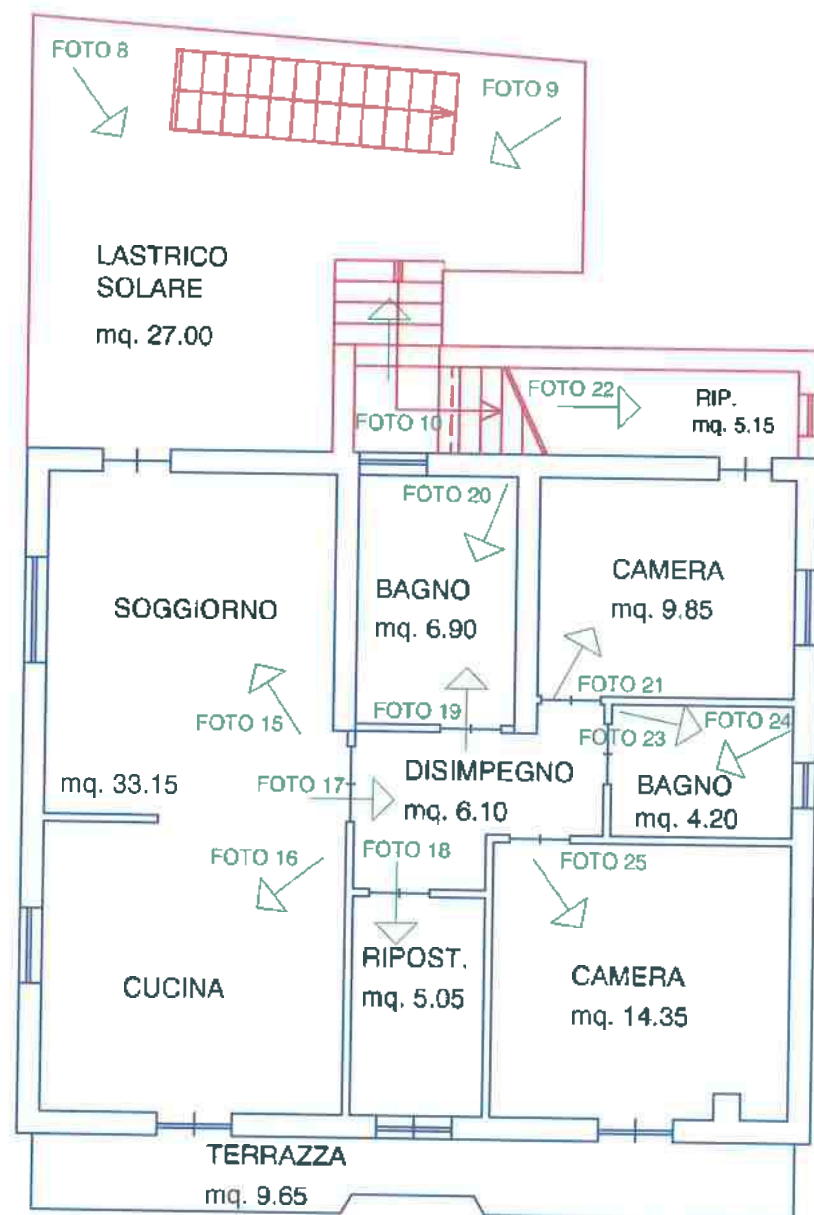 FOTO 8
FOTO 9
LASTRICO
SOLARE
mq. 27.00
FOTO 10
FOTO 22
RIP.
mq. 5.15
FOTO 20
SOGGIORNO
BAGNO
mq. 6.90
CAMERA
mq. 9.85
FOTO 15
FOTO 19
FOTO 21
FOTO 23
FOTO 24
mq. 33.15
FOTO 17
DISIMPEGNO
mq. 6.10
BAGNO
mq. 4.20
FOTO 16
FOTO 18
FOTO 25
CUCINA
RIPOST.
mq. 5.05
CAMERA
mq. 14.35
TERRAZZA
mq. 9.65